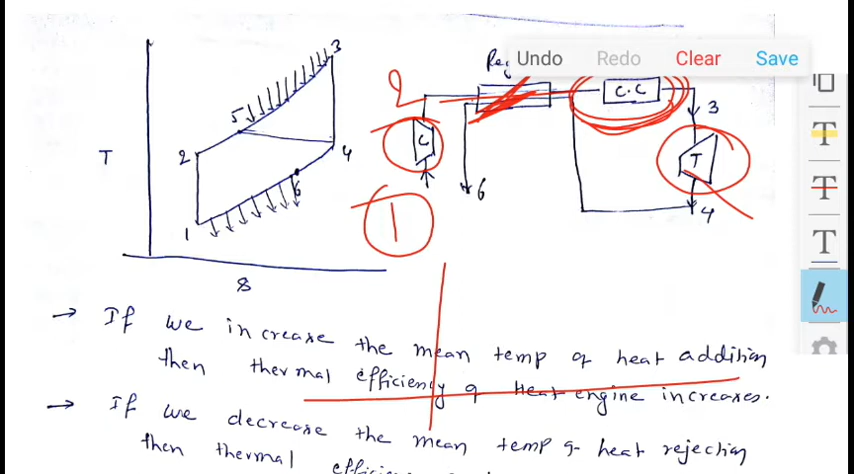 Undo Redo Clear Save
3
2
5
C.C
3
T
2
4
C
T
6
6
1
1
4
s
→ If we increase the mean temp of heat addition
then thermal efficiency of heat engine increases.
→ If we decrease the mean temp of heat rejection
then thermal